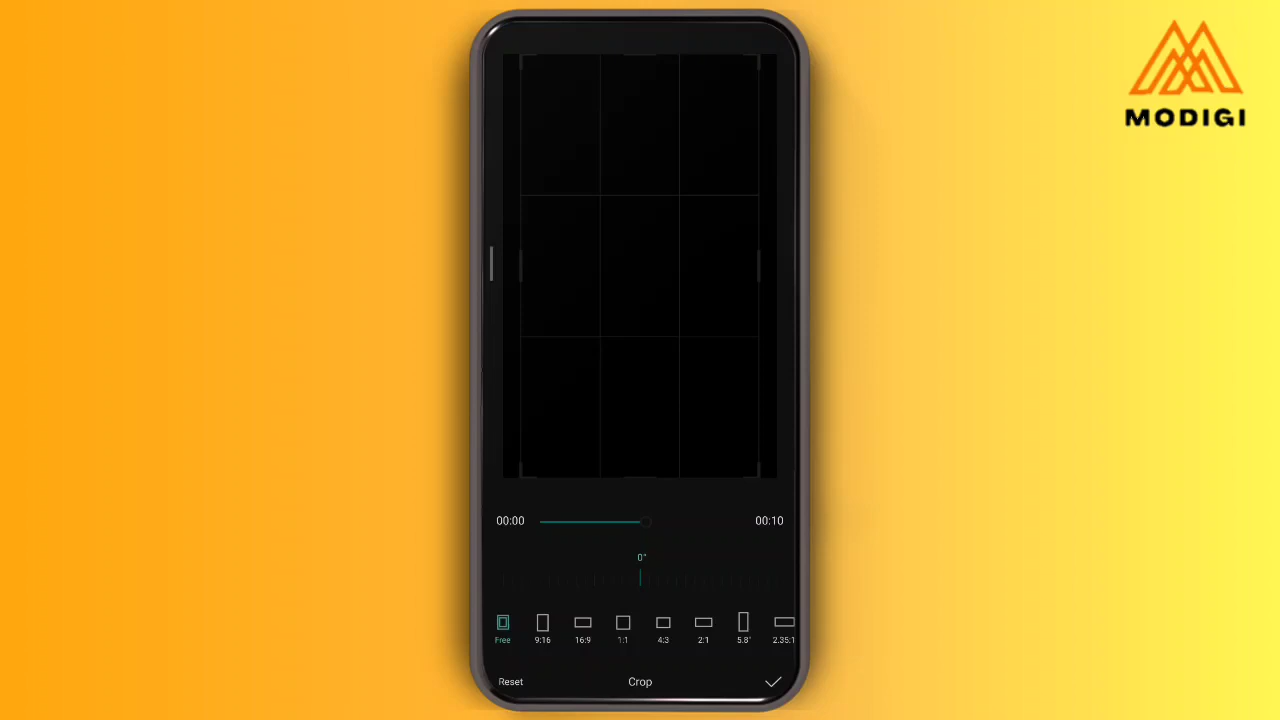 MODIGI
00:00
00:10
0°
Free 9:16 16:9 1:1 4:3 2:1 5.8" 2.35:1
Reset Crop